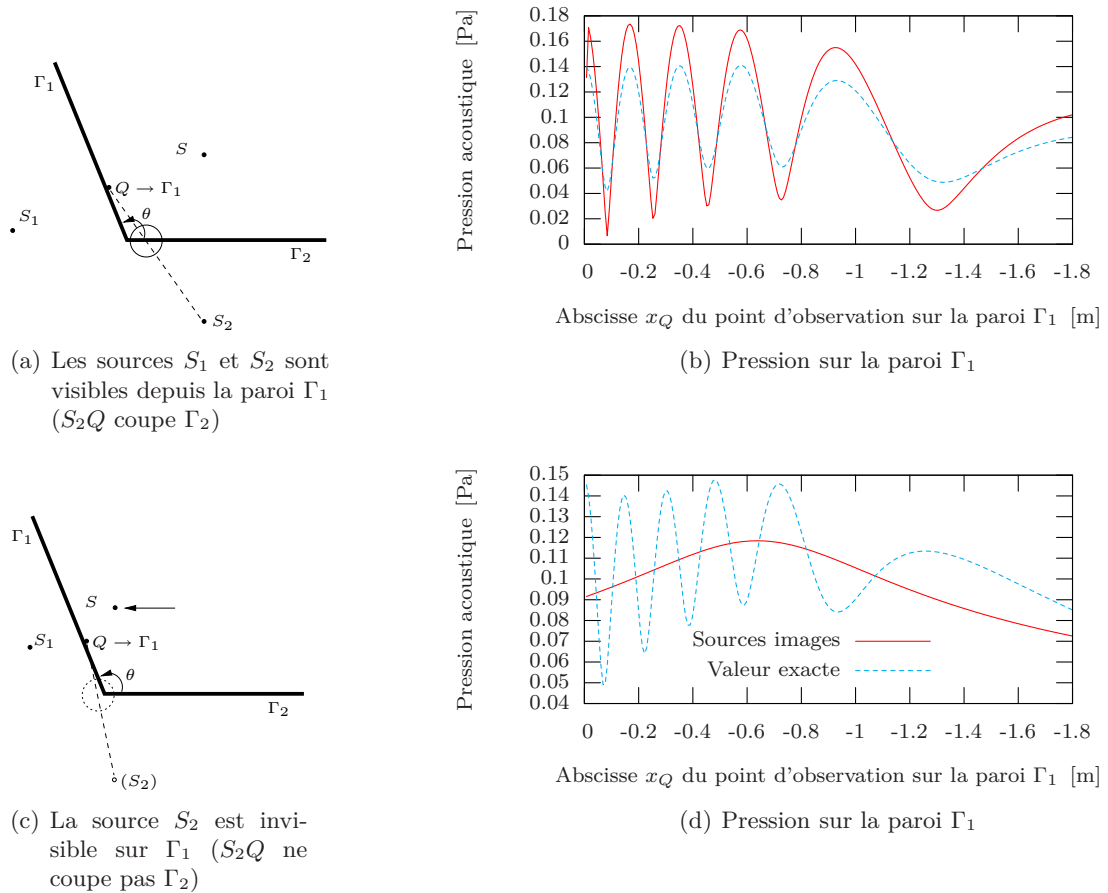 Γ1
S
Q → Γ1
θ
S1
Γ2
S2
(a) Les sources S1 et S2 sont
visibles depuis la paroi Γ1
(S2Q coupe Γ2)
Pression acoustique [Pa]
0.18
0.16
0.14
0.12
0.1
0.08
0.06
0.04
0.02
0
0 -0.2 -0.4 -0.6 -0.8 -1 -1.2 -1.4 -1.6 -1.8
Abscisse xQ du point d'observation sur la paroi Γ1 [m]
(b) Pression sur la paroi Γ1
Γ1
S
S1
Q → Γ1
θ
Γ2
(S2)
(c) La source S2 est invi-
sible sur Γ1 (S2Q ne
coupe pas Γ2)
Pression acoustique [Pa]
0.15
0.14
0.13
0.12
0.11
0.1
0.09
0.08
0.07
0.06
0.05
0.04
Sources images
Valeur exacte
0 -0.2 -0.4 -0.6 -0.8 -1 -1.2 -1.4 -1.6 -1.8
Abscisse xQ du point d'observation sur la paroi Γ1 [m]
(d) Pression sur la paroi Γ1